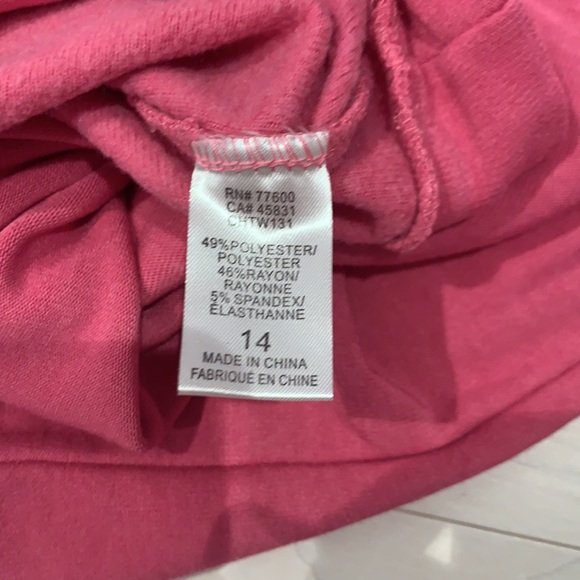 RN# 77600
CA# 45831
CHTW131
49%POLYESTER/
POLYESTER
46%RAYON/
RAYONNE
5% SPANDEX/
ÉLASTHANNE
14
MADE IN CHINA
FABRIQUÉ EN CHINE